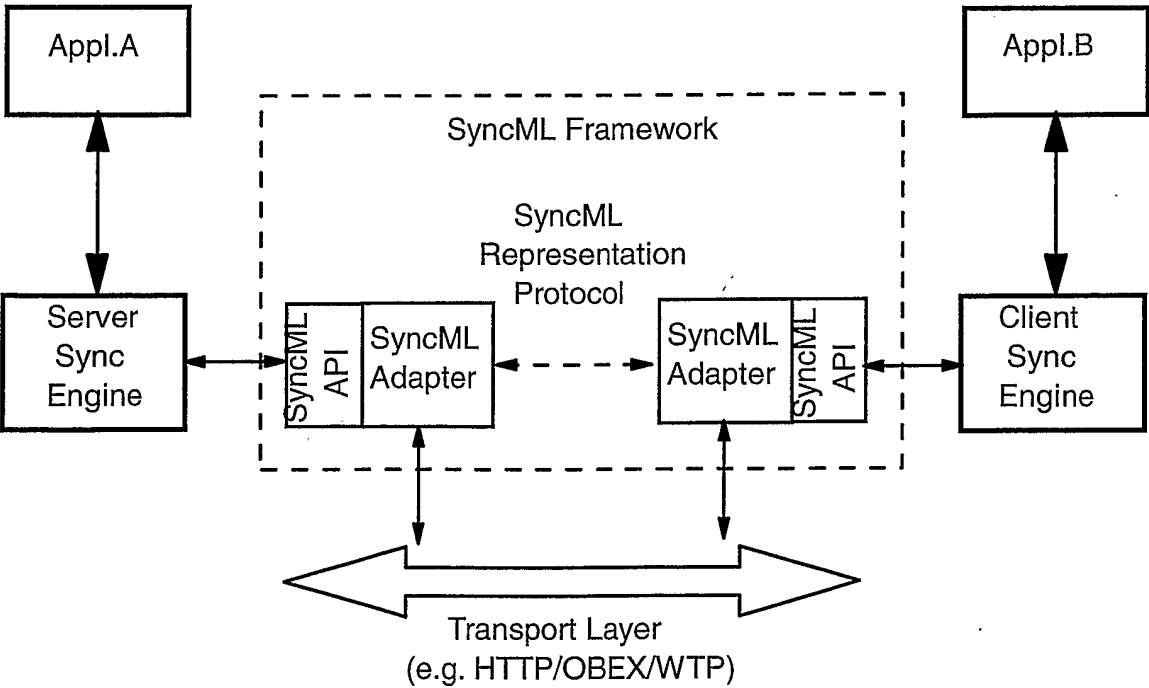 Appl.A
Appl.B
SyncML Framework
SyncML
Representation
Protocol
Server
Sync
Engine
SyncML
API
SyncML
Adapter
SyncML
Adapter
SyncML
API
Client
Sync
Engine
Transport Layer
(e.g. HTTP/OBEX/WTP)